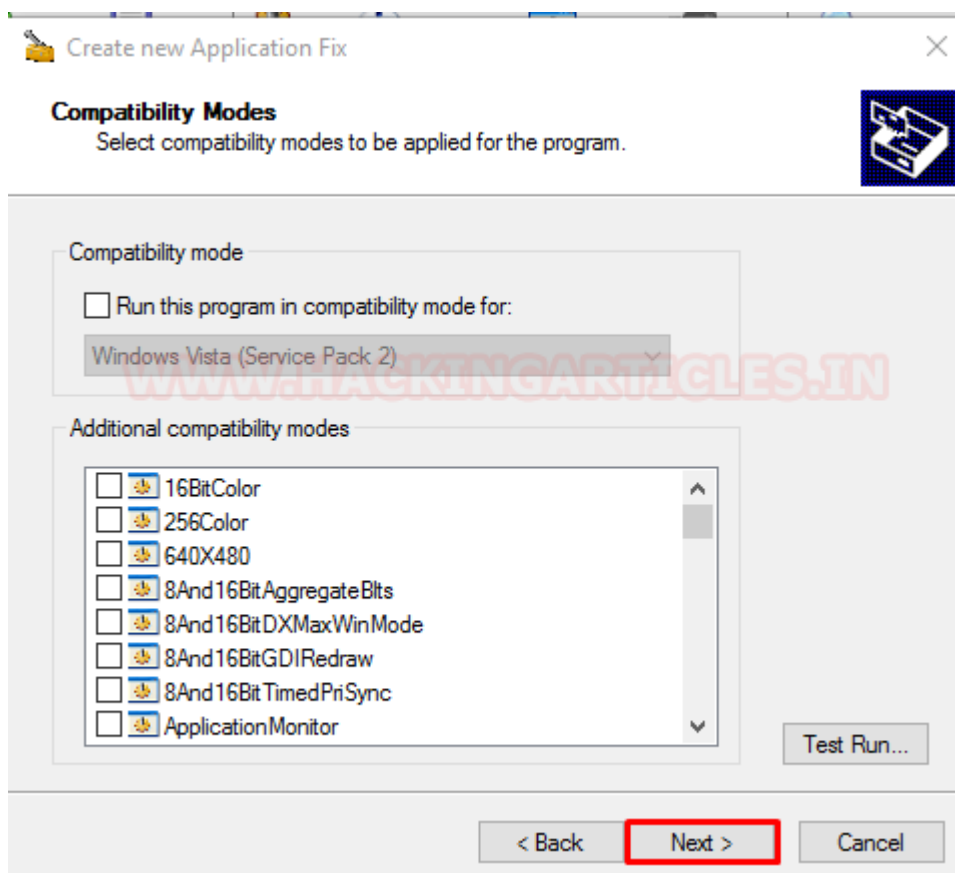 Create new Application Fix
Compatibility Modes
Select compatibility modes to be applied for the program.
Compatibility mode
Run this program in compatibility mode for:
Windows Vista (Service Pack 2)
WWW.HACKINGARTICLES.IN
Additional compatibility modes
16BitColor
256Color
640X480
8And16BitAggregateBlts
8And16BitDXMaxWinMode
8And16BitGDIRedraw
8And16BitTimedPriSync
ApplicationMonitor
Test Run...
< Back Next > Cancel